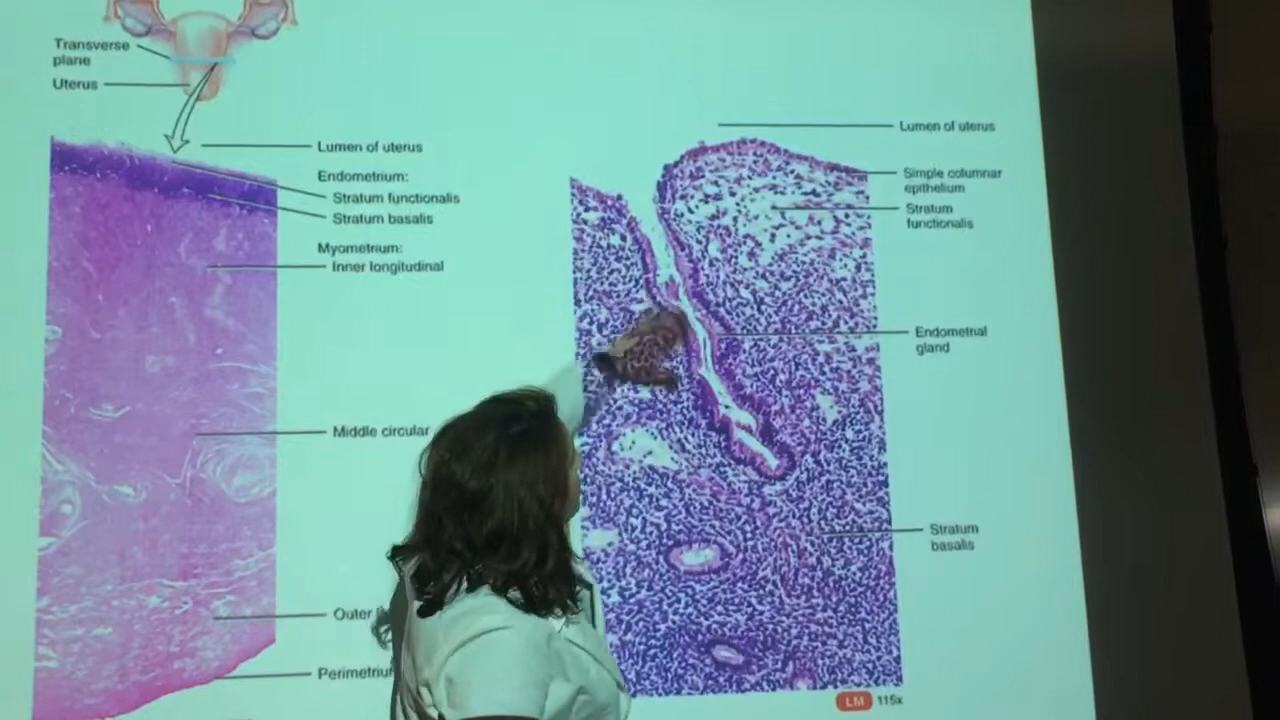 Transverse
plane
Uterus
Lumen of uterus
Endometrium:
Stratum functionalis
Stratum basalis
Myometrium:
Inner longitudinal
Middle circular
Outer
Lumen of uterus
Simple columnar
epithelium
Stratum
functionalis
Endometrial
gland
Stratum
basalis
LM 115x